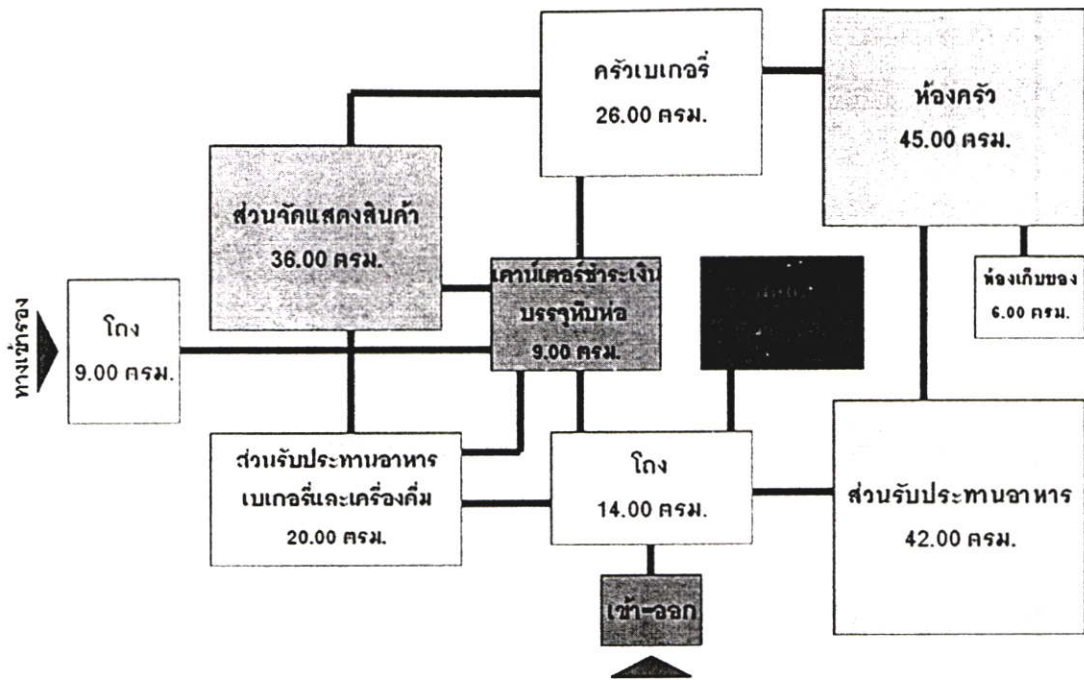 ครัวเบเกอรี่
26.00 ตรม.
ห้องครัว
45.00 ตรม.
ส่วนจัดแสดงสินค้า
36.00 ตรม.
เคาน์เตอร์ชำระเงิน
บรรจุหีบห่อ
9.00 ตรม.
ห้องเก็บของ
6.00 ตรม.
ทางเข้ารอง
โถง
9.00 ตรม.
ส่วนรับประทานอาหาร
เบเกอรี่และเครื่องดื่ม
20.00 ตรม.
โถง
14.00 ตรม.
ส่วนรับประทานอาหาร
42.00 ตรม.
เข้า-ออก